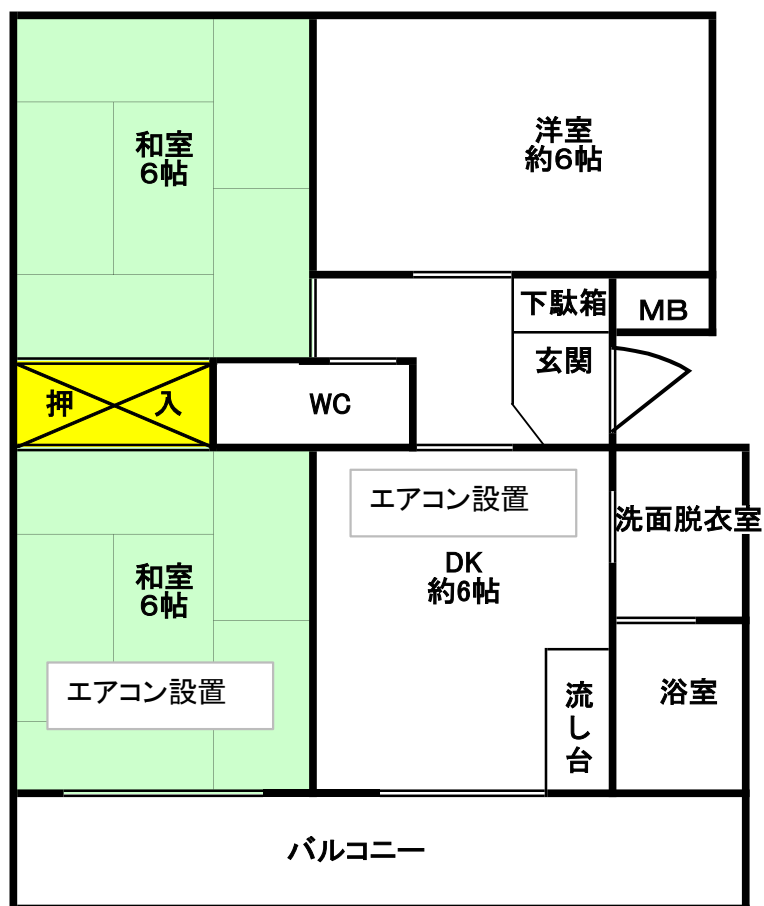 和室
6帖
洋室
約6帖
下駄箱
MB
玄関
押 入
WC
エアコン設置
洗面脱衣室
DK
約6帖
和室
6帖
エアコン設置
流し台
浴室
バルコニー